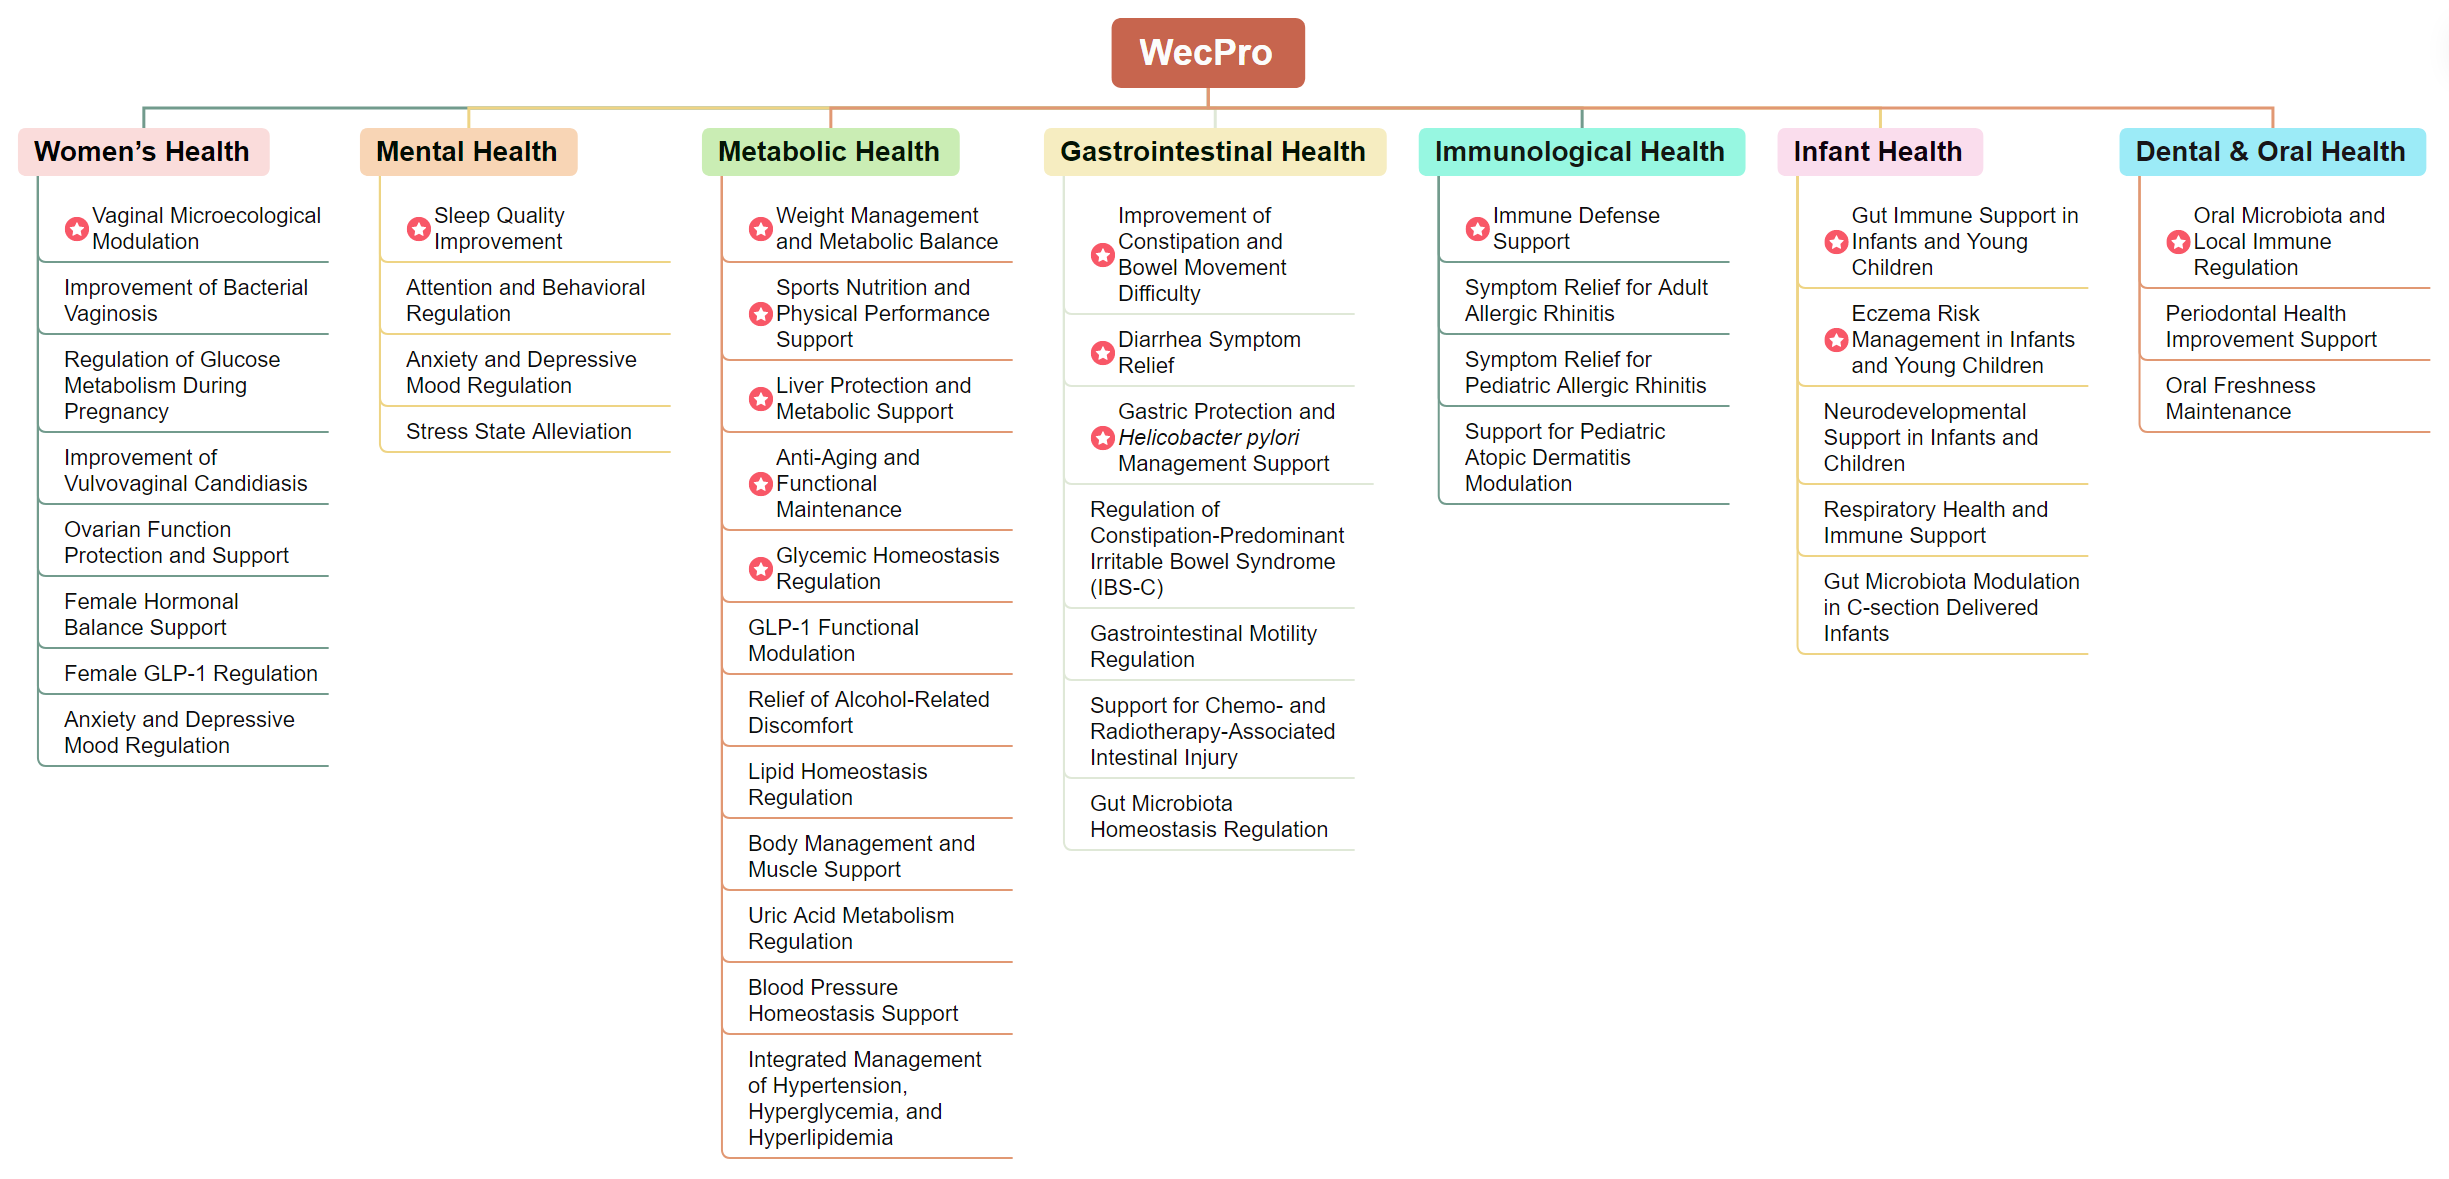 WecPro
Women’s Health
Vaginal Microecological
Modulation
Improvement of Bacterial
Vaginosis
Regulation of Glucose
Metabolism During
Pregnancy
Improvement of
Vulvovaginal Candidiasis
Ovarian Function
Protection and Support
Female Hormonal
Balance Support
Female GLP-1 Regulation
Anxiety and Depressive
Mood Regulation
Mental Health
Sleep Quality
Improvement
Attention and Behavioral
Regulation
Anxiety and Depressive
Mood Regulation
Stress State Alleviation
Metabolic Health
Weight Management
and Metabolic Balance
Sports Nutrition and
Physical Performance
Support
Liver Protection and
Metabolic Support
Anti-Aging and
Functional
Maintenance
Glycemic Homeostasis
Regulation
GLP-1 Functional
Modulation
Relief of Alcohol-Related
Discomfort
Lipid Homeostasis
Regulation
Body Management and
Muscle Support
Uric Acid Metabolism
Regulation
Blood Pressure
Homeostasis Support
Integrated Management
of Hypertension,
Hyperglycemia, and
Hyperlipidemia
Gastrointestinal Health
Improvement of
Constipation and
Bowel Movement
Difficulty
Diarrhea Symptom
Relief
Gastric Protection and
Helicobacter pylori
Management Support
Regulation of
Constipation-Predominant
Irritable Bowel Syndrome
(IBS-C)
Gastrointestinal Motility
Regulation
Support for Chemo- and
Radiotherapy-Associated
Intestinal Injury
Gut Microbiota
Homeostasis Regulation
Immunological Health
Immune Defense
Support
Symptom Relief for Adult
Allergic Rhinitis
Symptom Relief for
Pediatric Allergic Rhinitis
Support for Pediatric
Atopic Dermatitis
Modulation
Infant Health
Gut Immune Support in
Infants and Young
Children
Eczema Risk
Management in Infants
and Young Children
Neurodevelopmental
Support in Infants and
Children
Respiratory Health and
Immune Support
Gut Microbiota Modulation
in C-section Delivered
Infants
Dental & Oral Health
Oral Microbiota and
Local Immune
Regulation
Periodontal Health
Improvement Support
Oral Freshness
Maintenance